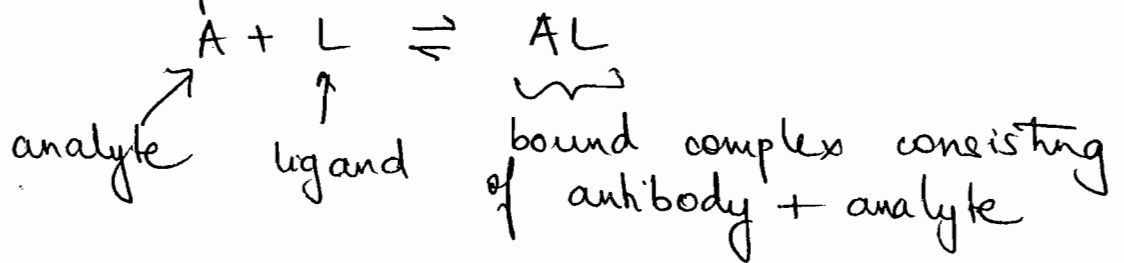 A + L ⇌ AL
analyte ligand bound complex consisting
of antibody + analyte